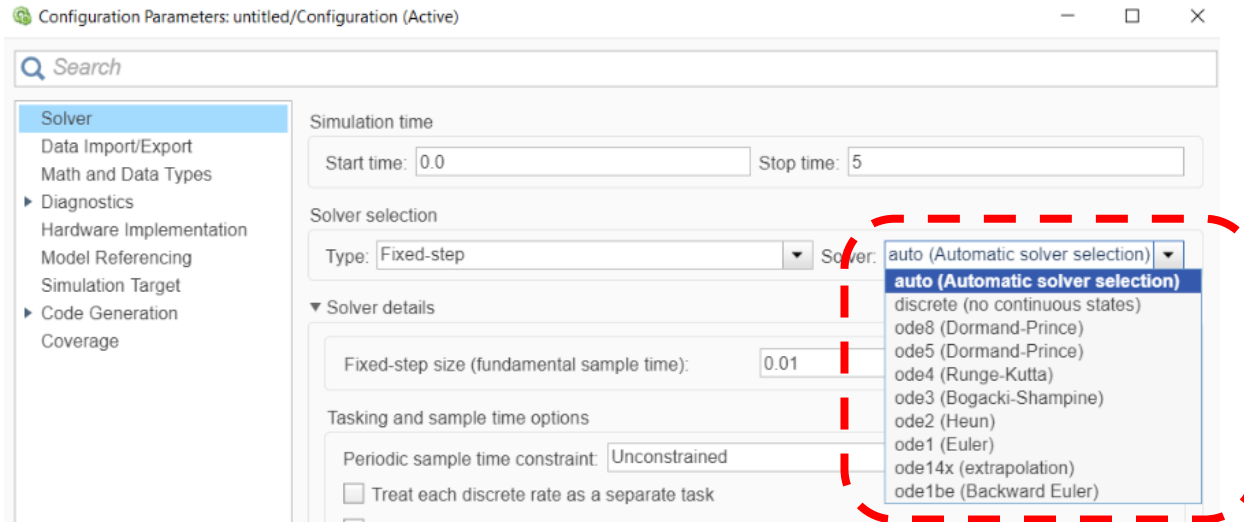 Configuration Parameters: untitled/Configuration (Active)
Search
Solver
Data Import/Export
Math and Data Types
Diagnostics
Hardware Implementation
Model Referencing
Simulation Target
Code Generation
Coverage
Simulation time
Start time: 0.0 Stop time: 5
Solver selection
Type: Fixed-step Solver: auto (Automatic solver selection)
auto (Automatic solver selection)
discrete (no continuous states)
ode8 (Dormand-Prince)
ode5 (Dormand-Prince)
ode4 (Runge-Kutta)
ode3 (Bogacki-Shampine)
ode2 (Heun)
ode1 (Euler)
ode14x (extrapolation)
ode1be (Backward Euler)
Solver details
Fixed-step size (fundamental sample time): 0.01
Tasking and sample time options
Periodic sample time constraint: Unconstrained
Treat each discrete rate as a separate task